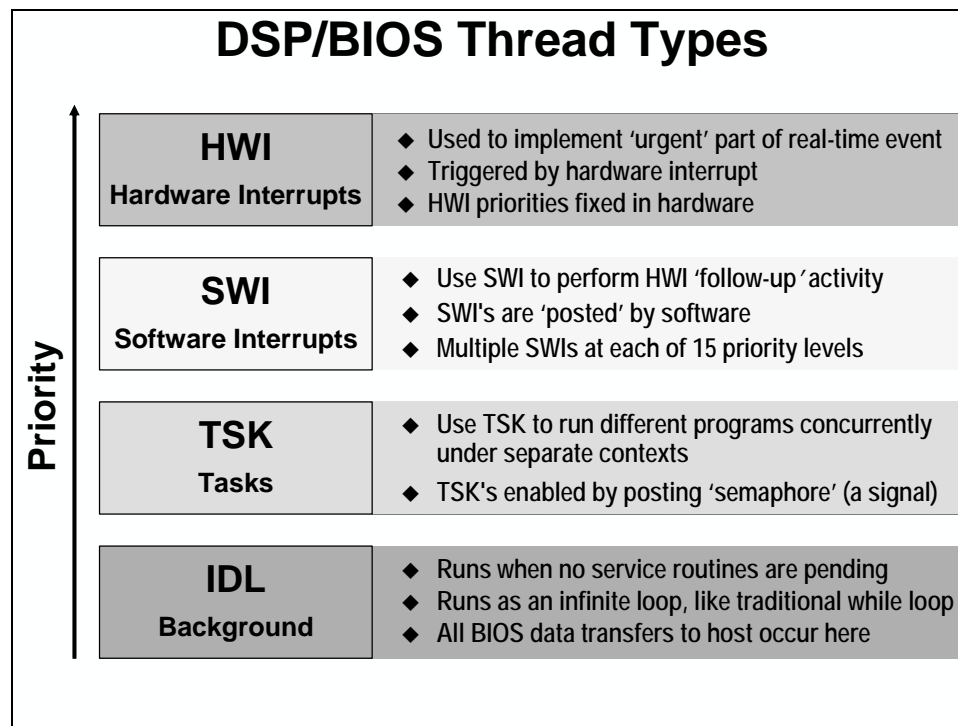 DSP/BIOS Thread Types
Priority
HWI
Hardware Interrupts
◆ Used to implement ‘urgent’ part of real-time event
◆ Triggered by hardware interrupt
◆ HWI priorities fixed in hardware
SWI
Software Interrupts
◆ Use SWI to perform HWI ‘follow-up’ activity
◆ SWI's are ‘posted’ by software
◆ Multiple SWIs at each of 15 priority levels
TSK
Tasks
◆ Use TSK to run different programs concurrently
under separate contexts
◆ TSK's enabled by posting ‘semaphore’ (a signal)
IDL
Background
◆ Runs when no service routines are pending
◆ Runs as an infinite loop, like traditional while loop
◆ All BIOS data transfers to host occur here